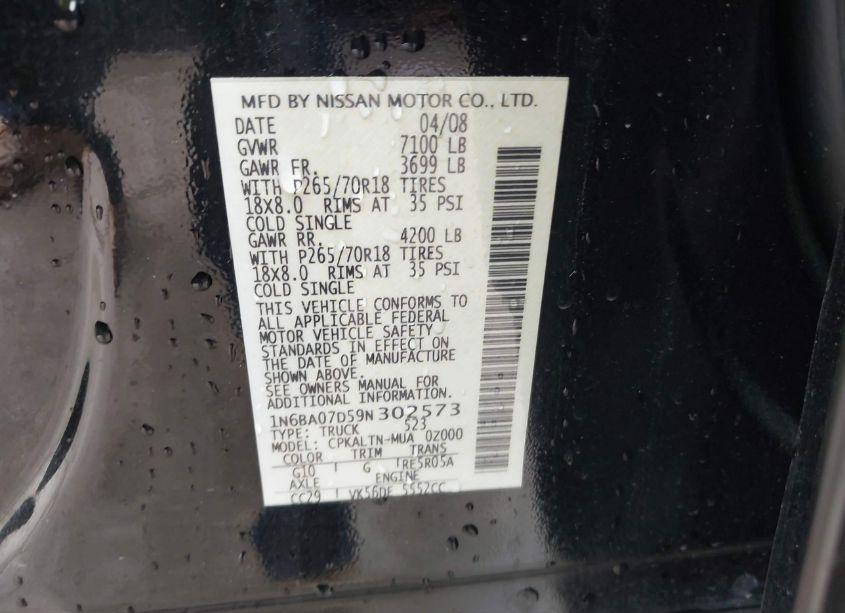 MFD BY NISSAN MOTOR CO., LTD.
DATE 04/08
GVWR 7100 LB
GAWR FR. 3699 LB
WITH P265/70R18 TIRES
18X8.0 RIMS AT 35 PSI
COLD SINGLE
GAWR RR. 4200 LB
WITH P265/70R18 TIRES
18X8.0 RIMS AT 35 PSI
COLD SINGLE
THIS VEHICLE CONFORMS TO
ALL APPLICABLE FEDERAL
MOTOR VEHICLE SAFETY
STANDARDS IN EFFECT ON
THE DATE OF MANUFACTURE
SHOWN ABOVE.
SEE OWNERS MANUAL FOR
ADDITIONAL INFORMATION.
1N6BA07D59N302573
TYPE: TRUCK 523
MODEL: CPKALTN-MUA 0Z000
COLOR TRIM TRANS
G10 G RE5R05A
AXLE ENGINE
CC29 VK56DE 5552CC